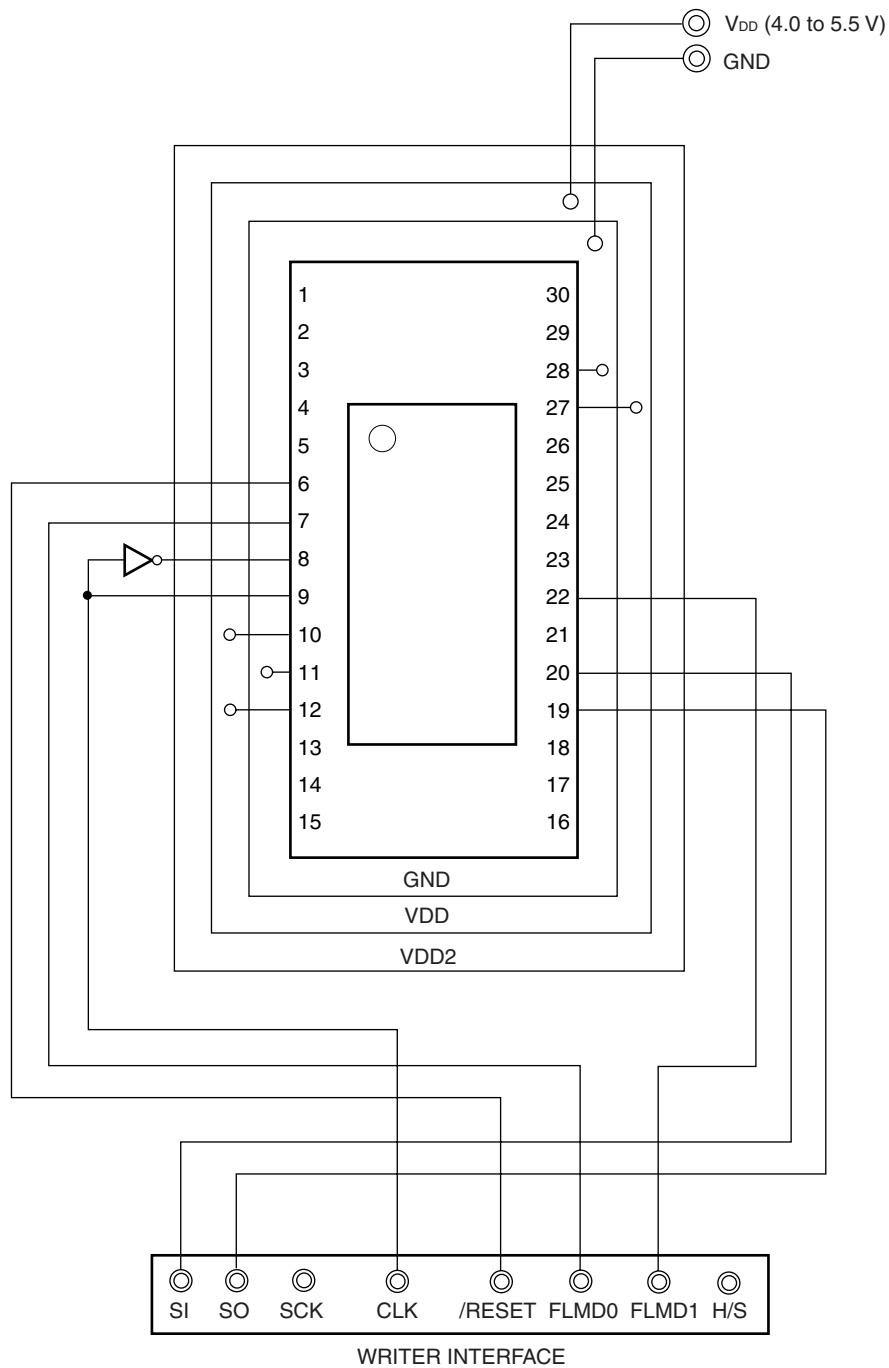 VDD (4.0 to 5.5 V)
GND
1 30
2 29
3 28
4 27
5 26
6 25
7 24
8 23
9 22
10 21
11 20
12 19
13 18
14 17
15 16
GND
VDD
VDD2
SI SO SCK CLK /RESET FLMD0 FLMD1 H/S
WRITER INTERFACE